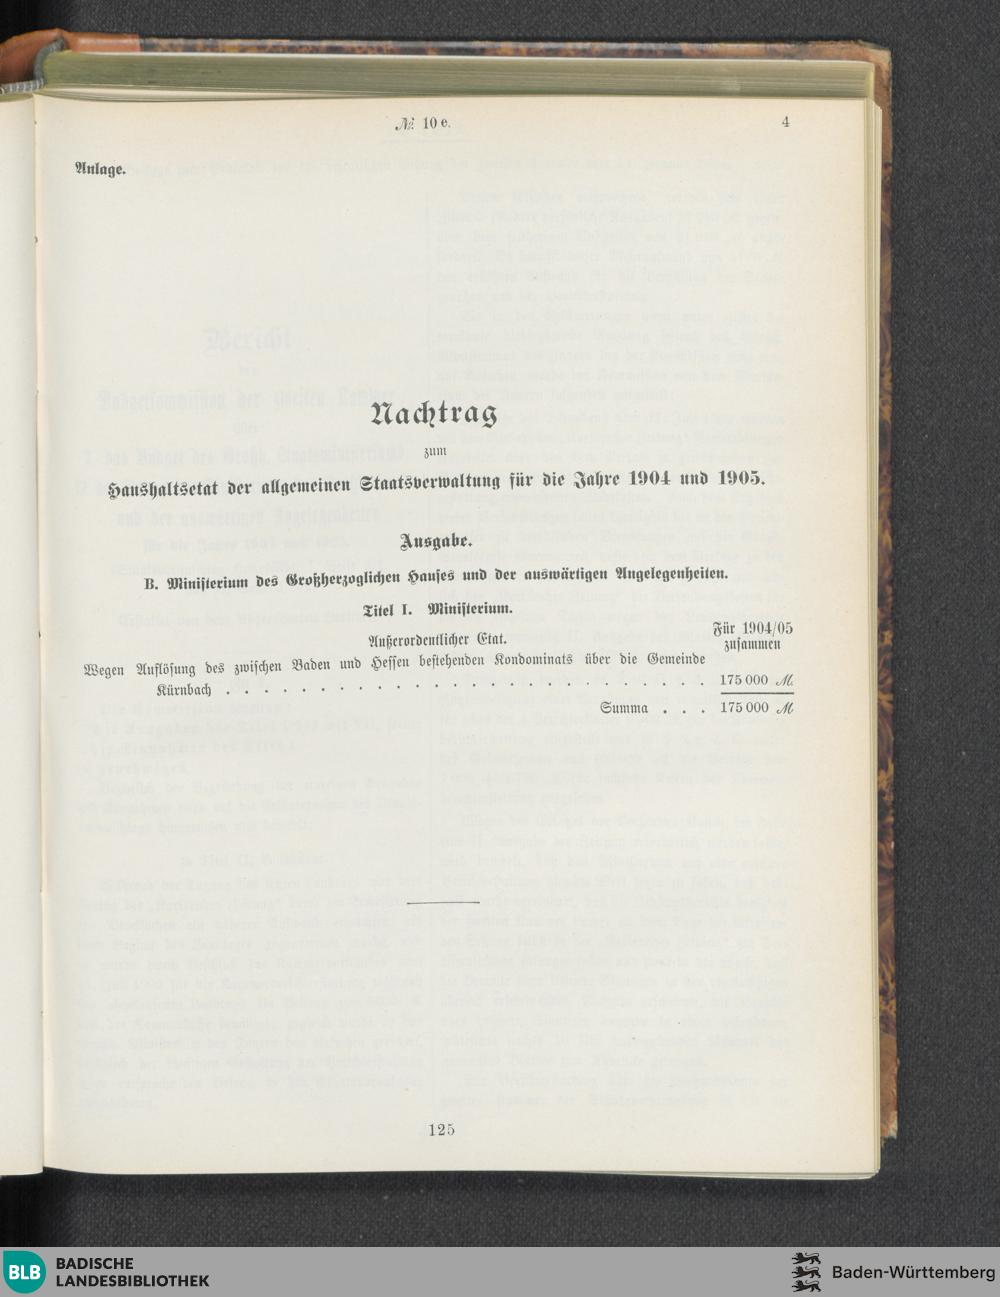 № 10 e.
4
Anlage.
Nachtrag
zum
Haushaltsetat der allgemeinen Staatsverwaltung für die Jahre 1904 und 1905.
Ausgabe.
B. Ministerium des Großherzoglichen Hauses und der auswärtigen Angelegenheiten.
Titel I. Ministerium.
Außerordentlicher Etat.
Für 1904/05
zusammen
Wegen Auflösung des zwischen Baden und Hessen bestehenden Kondominats über die Gemeinde
Kürnbach . . . . . . . . . . . . . . . . . . . . . . . . . . 175 000 M.
Summa . . . 175 000 M
125
BLB BADISCHE
LANDESBIBLIOTHEK
Baden-Württemberg